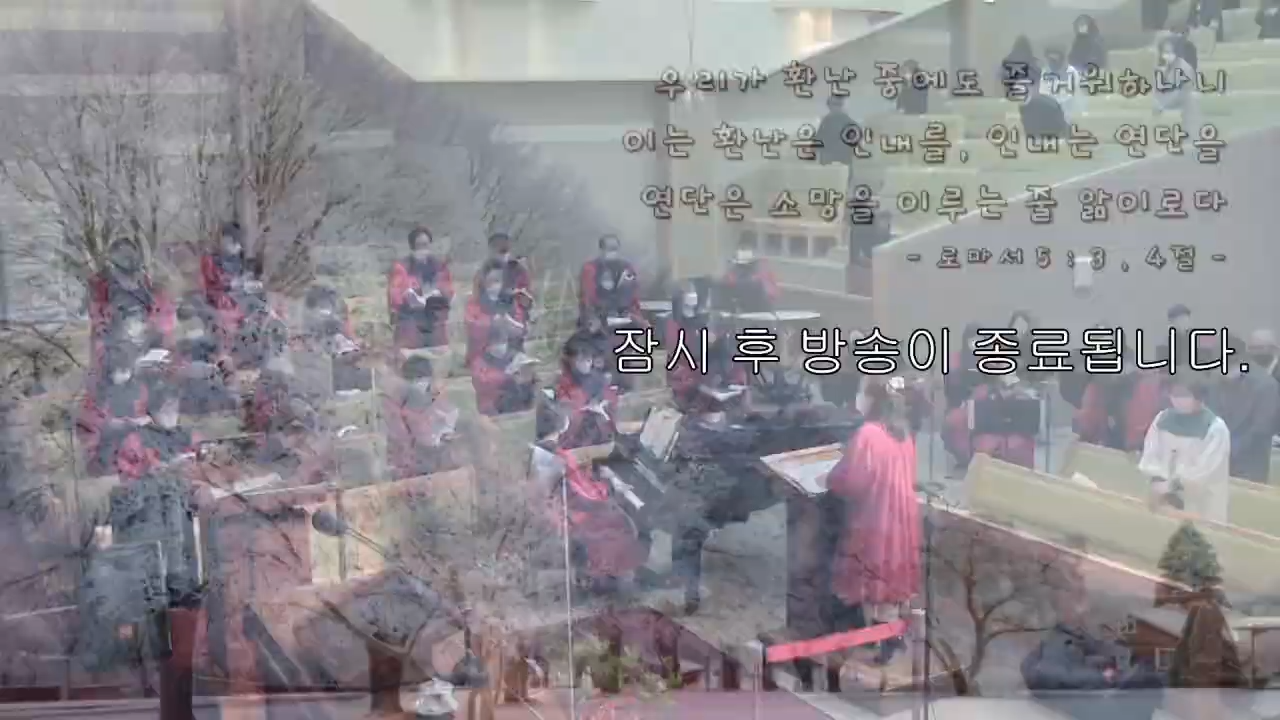 우리가 환난 중에도 즐거워하나니
이는 환난은 인내를, 인내는 연단을
연단은 소망을 이루는 줄 앎이로다
- 로마서 5 : 3 , 4절 -
잠시 후 방송이 종료됩니다.